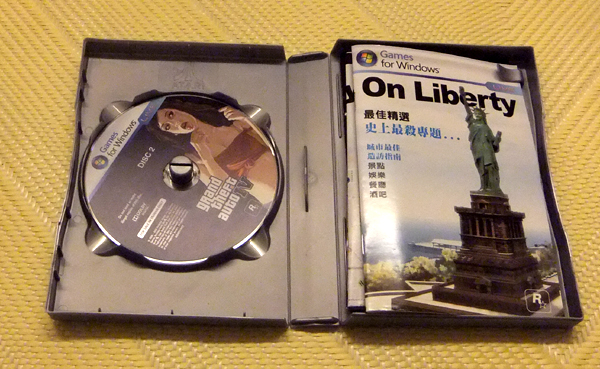 Games
for Windows
DISC 2
grand
theft
auto IV
R
Games
for Windows
On Liberty
最佳精選
史上最殺專題...
城市最佳
造訪指南
景點
娛樂
餐廳
酒吧
R